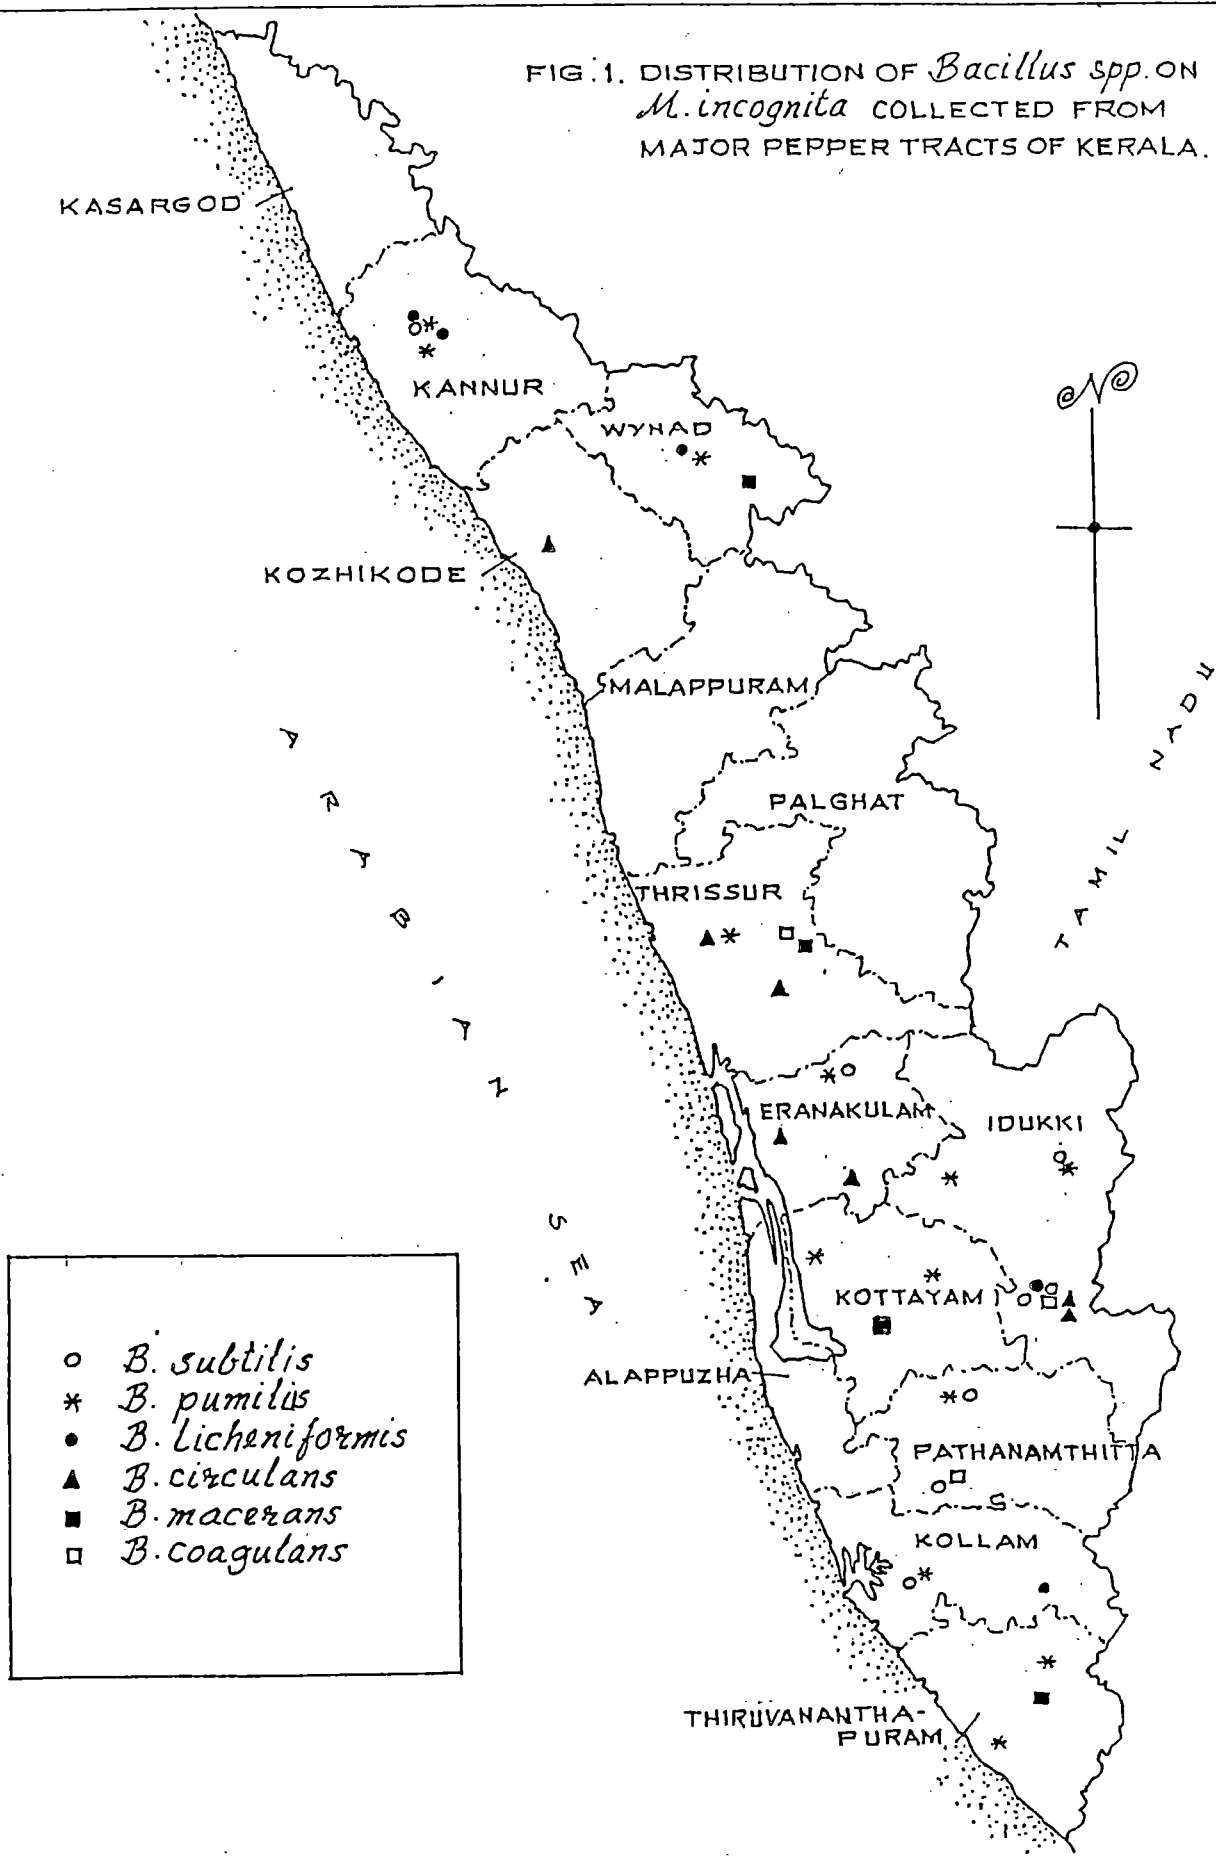 FIG.1. DISTRIBUTION OF Bacillus spp. ON
M. incognita COLLECTED FROM
MAJOR PEPPER TRACTS OF KERALA.
KASARGOD
KANNUR
WYNAD
N
KOZHIKODE
MALAPPURAM
PALGHAT
TAMIL NADU
THRISSUR
ARABIAN SEA
ERANAKULAM
IDUKKI
KOTTAYAM
ALAPPUZHA
PATHANAMTHITTA
KOLLAM
THIRUVANANTHA-
PURAM
B. subtilis
B. pumilis
B. licheniformis
B. circulans
B. macerans
B. coagulans